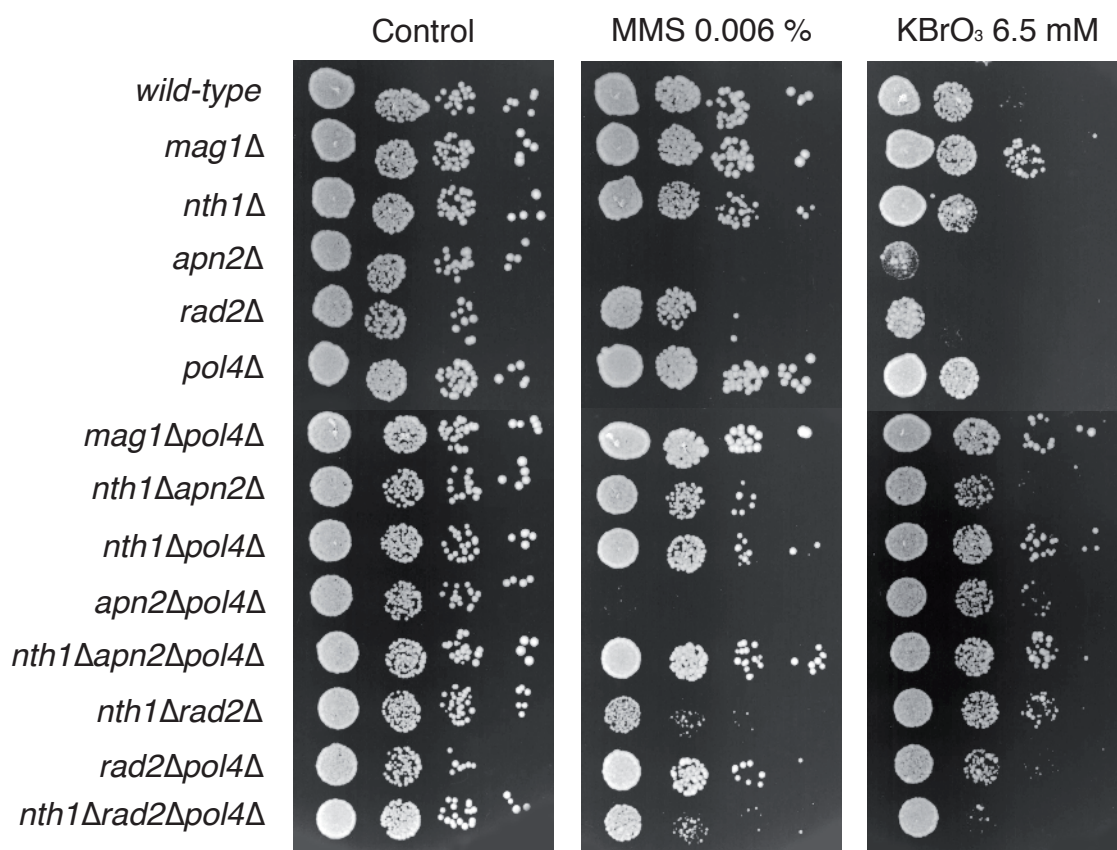 Control MMS 0.006 % KBrO₃ 6.5 mM
wild-type
mag1Δ
nth1Δ
apn2Δ
rad2Δ
pol4Δ
mag1Δpol4Δ
nth1Δapn2Δ
nth1Δpol4Δ
apn2Δpol4Δ
nth1Δapn2Δpol4Δ
nth1Δrad2Δ
rad2Δpol4Δ
nth1Δrad2Δpol4Δ